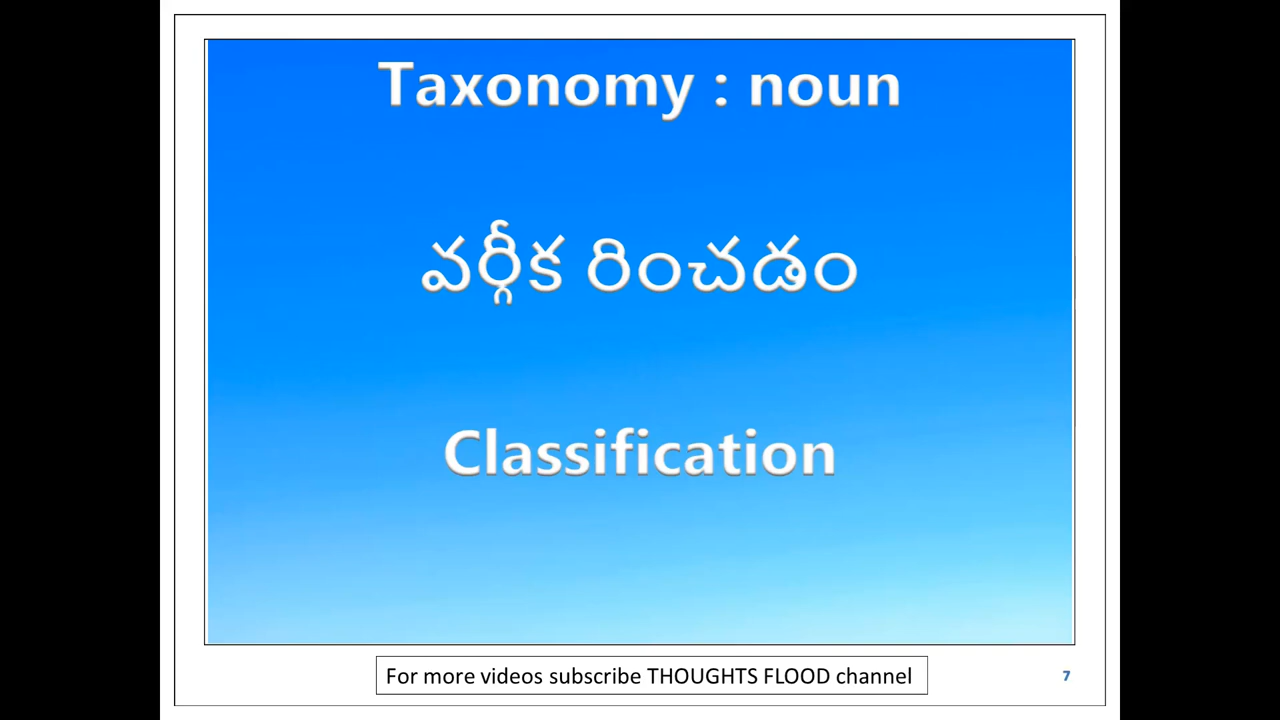 Taxonomy : noun
వర్గీక రించడం
Classification
For more videos subscribe THOUGHTS FLOOD channel
7